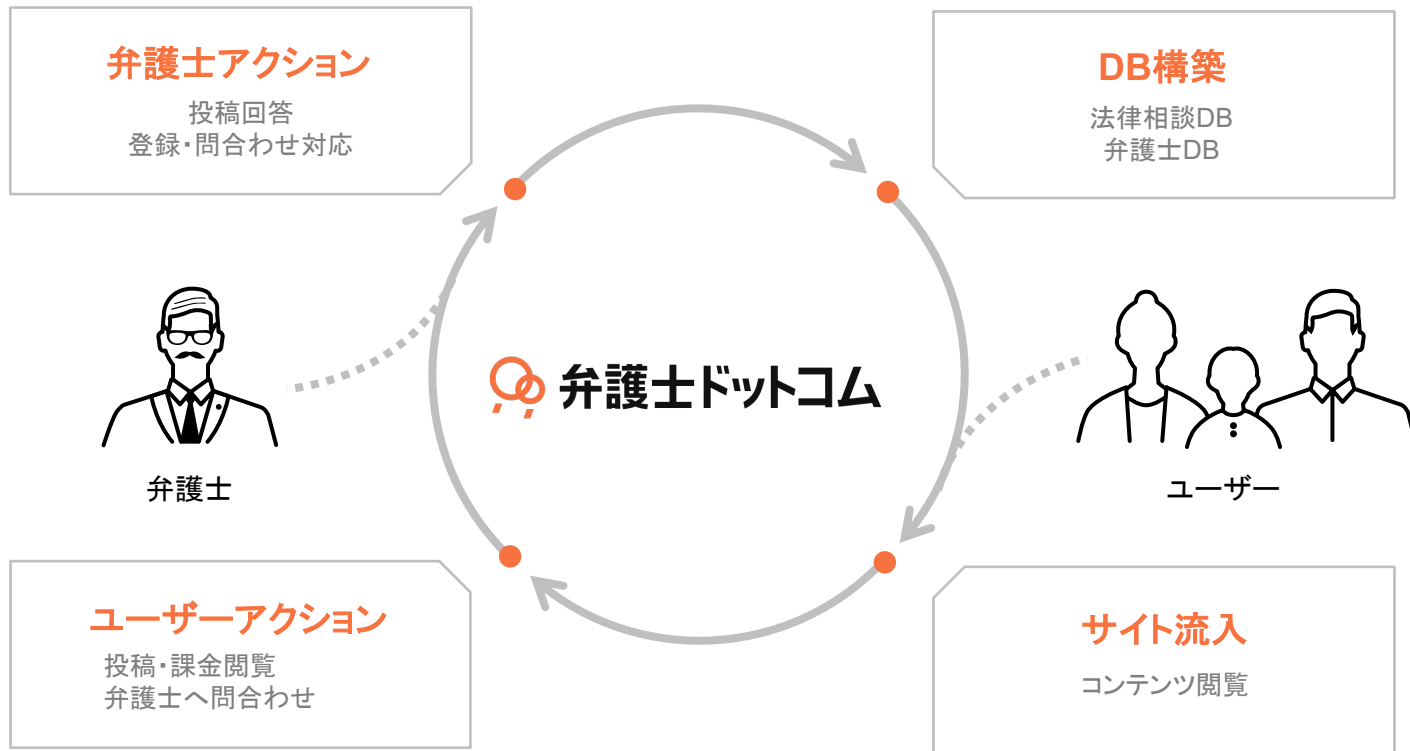 弁護士アクション
投稿回答
登録・問合わせ対応
DB構築
法律相談DB
弁護士DB
弁護士ドットコム
弁護士
ユーザー
ユーザーアクション
投稿・課金閲覧
弁護士へ問合わせ
サイト流入
コンテンツ閲覧